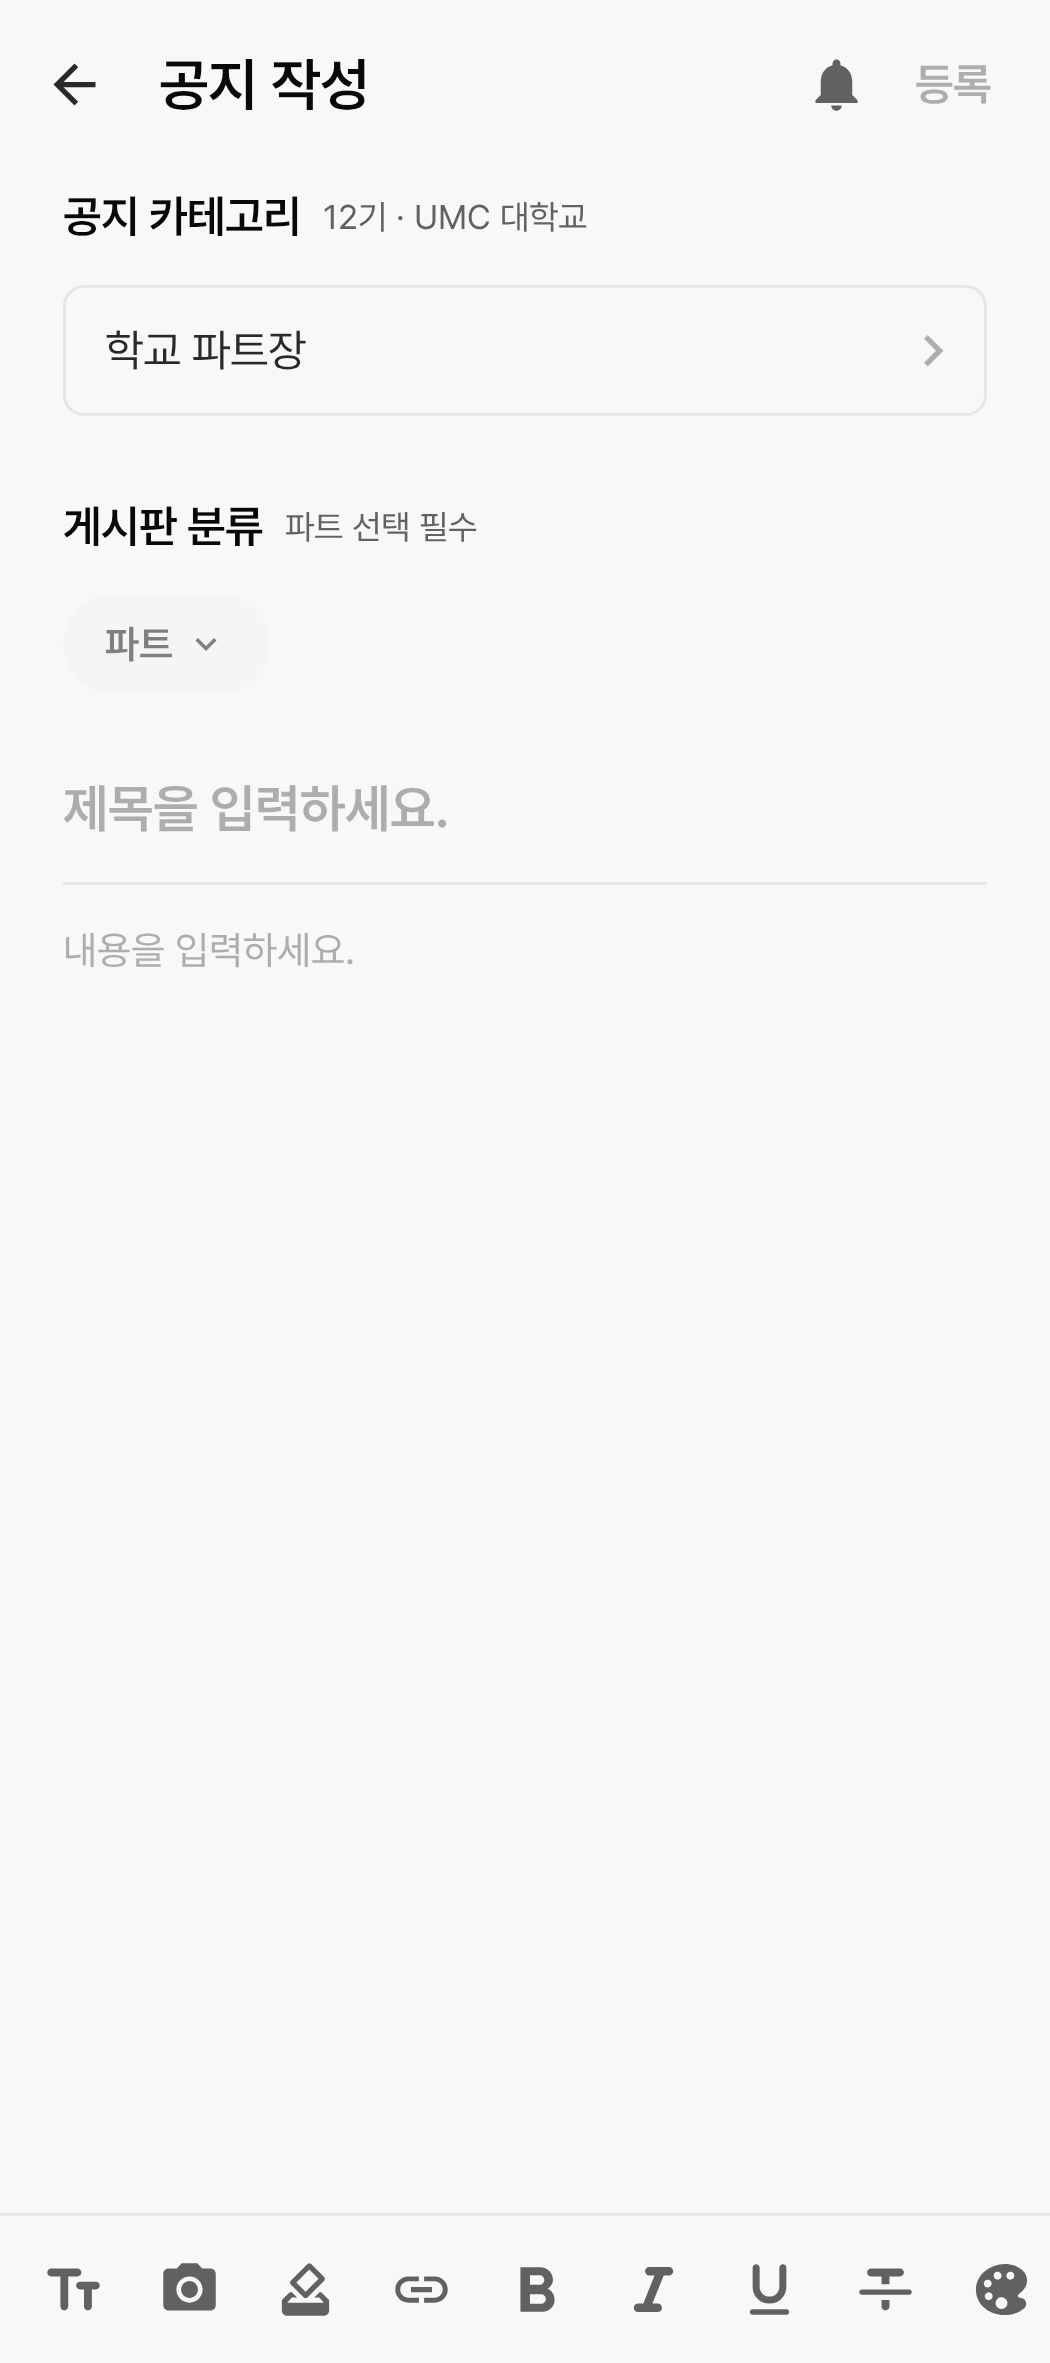 공지 작성
등록
공지 카테고리 12기 · UMC 대학교
학교 파트장
게시판 분류 파트 선택 필수
파트
제목을 입력하세요.
내용을 입력하세요.